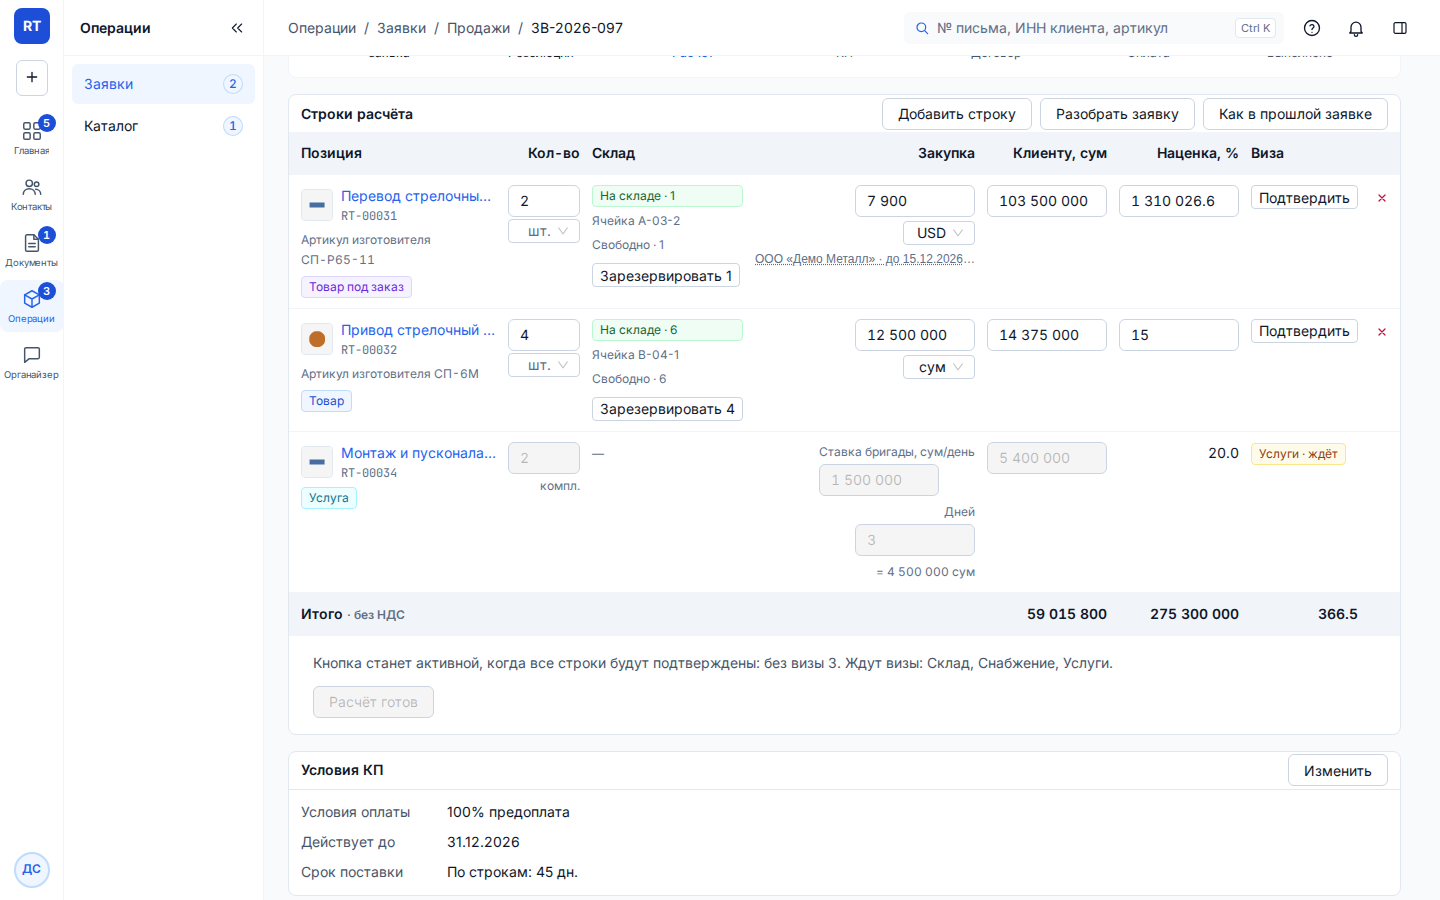 RT
Операции
Операции / Заявки / Продажи / ЗВ-2026-097
№ письма, ИНН клиента, артикул
Ctrl K
Заявки
2
Каталог
1
5
Главная
Контакты
1
Документы
3
Операции
Органайзер
ДС
Строки расчёта
Добавить строку
Разобрать заявку
Как в прошлой заявке
Позиция
Кол-во
Склад
Закупка
Клиенту, сум
Наценка, %
Виза
Перевод стрелочны...
RT-00031
Артикул изготовителя
СП-Р65-11
Товар под заказ
2
шт.
На складе · 1
Ячейка A-03-2
Свободно · 1
Зарезервировать 1
7 900
USD
ООО «Демо Металл» · до 15.12.2026...
103 500 000
1 310 026.6
Подтвердить
Привод стрелочный ...
RT-00032
Артикул изготовителя СП-6М
Товар
4
шт.
На складе · 6
Ячейка B-04-1
Свободно · 6
Зарезервировать 4
12 500 000
сум
14 375 000
15
Подтвердить
Монтаж и пусконала...
RT-00034
Услуга
2
компл.
—
Ставка бригады, сум/день
1 500 000
Дней
3
= 4 500 000 сум
5 400 000
20.0
Услуги · ждёт
Итого · без НДС
59 015 800
275 300 000
366.5
Кнопка станет активной, когда все строки будут подтверждены: без визы 3. Ждут визы: Склад, Снабжение, Услуги.
Расчёт готов
Условия КП
Изменить
Условия оплаты
100% предоплата
Действует до
31.12.2026
Срок поставки
По строкам: 45 дн.